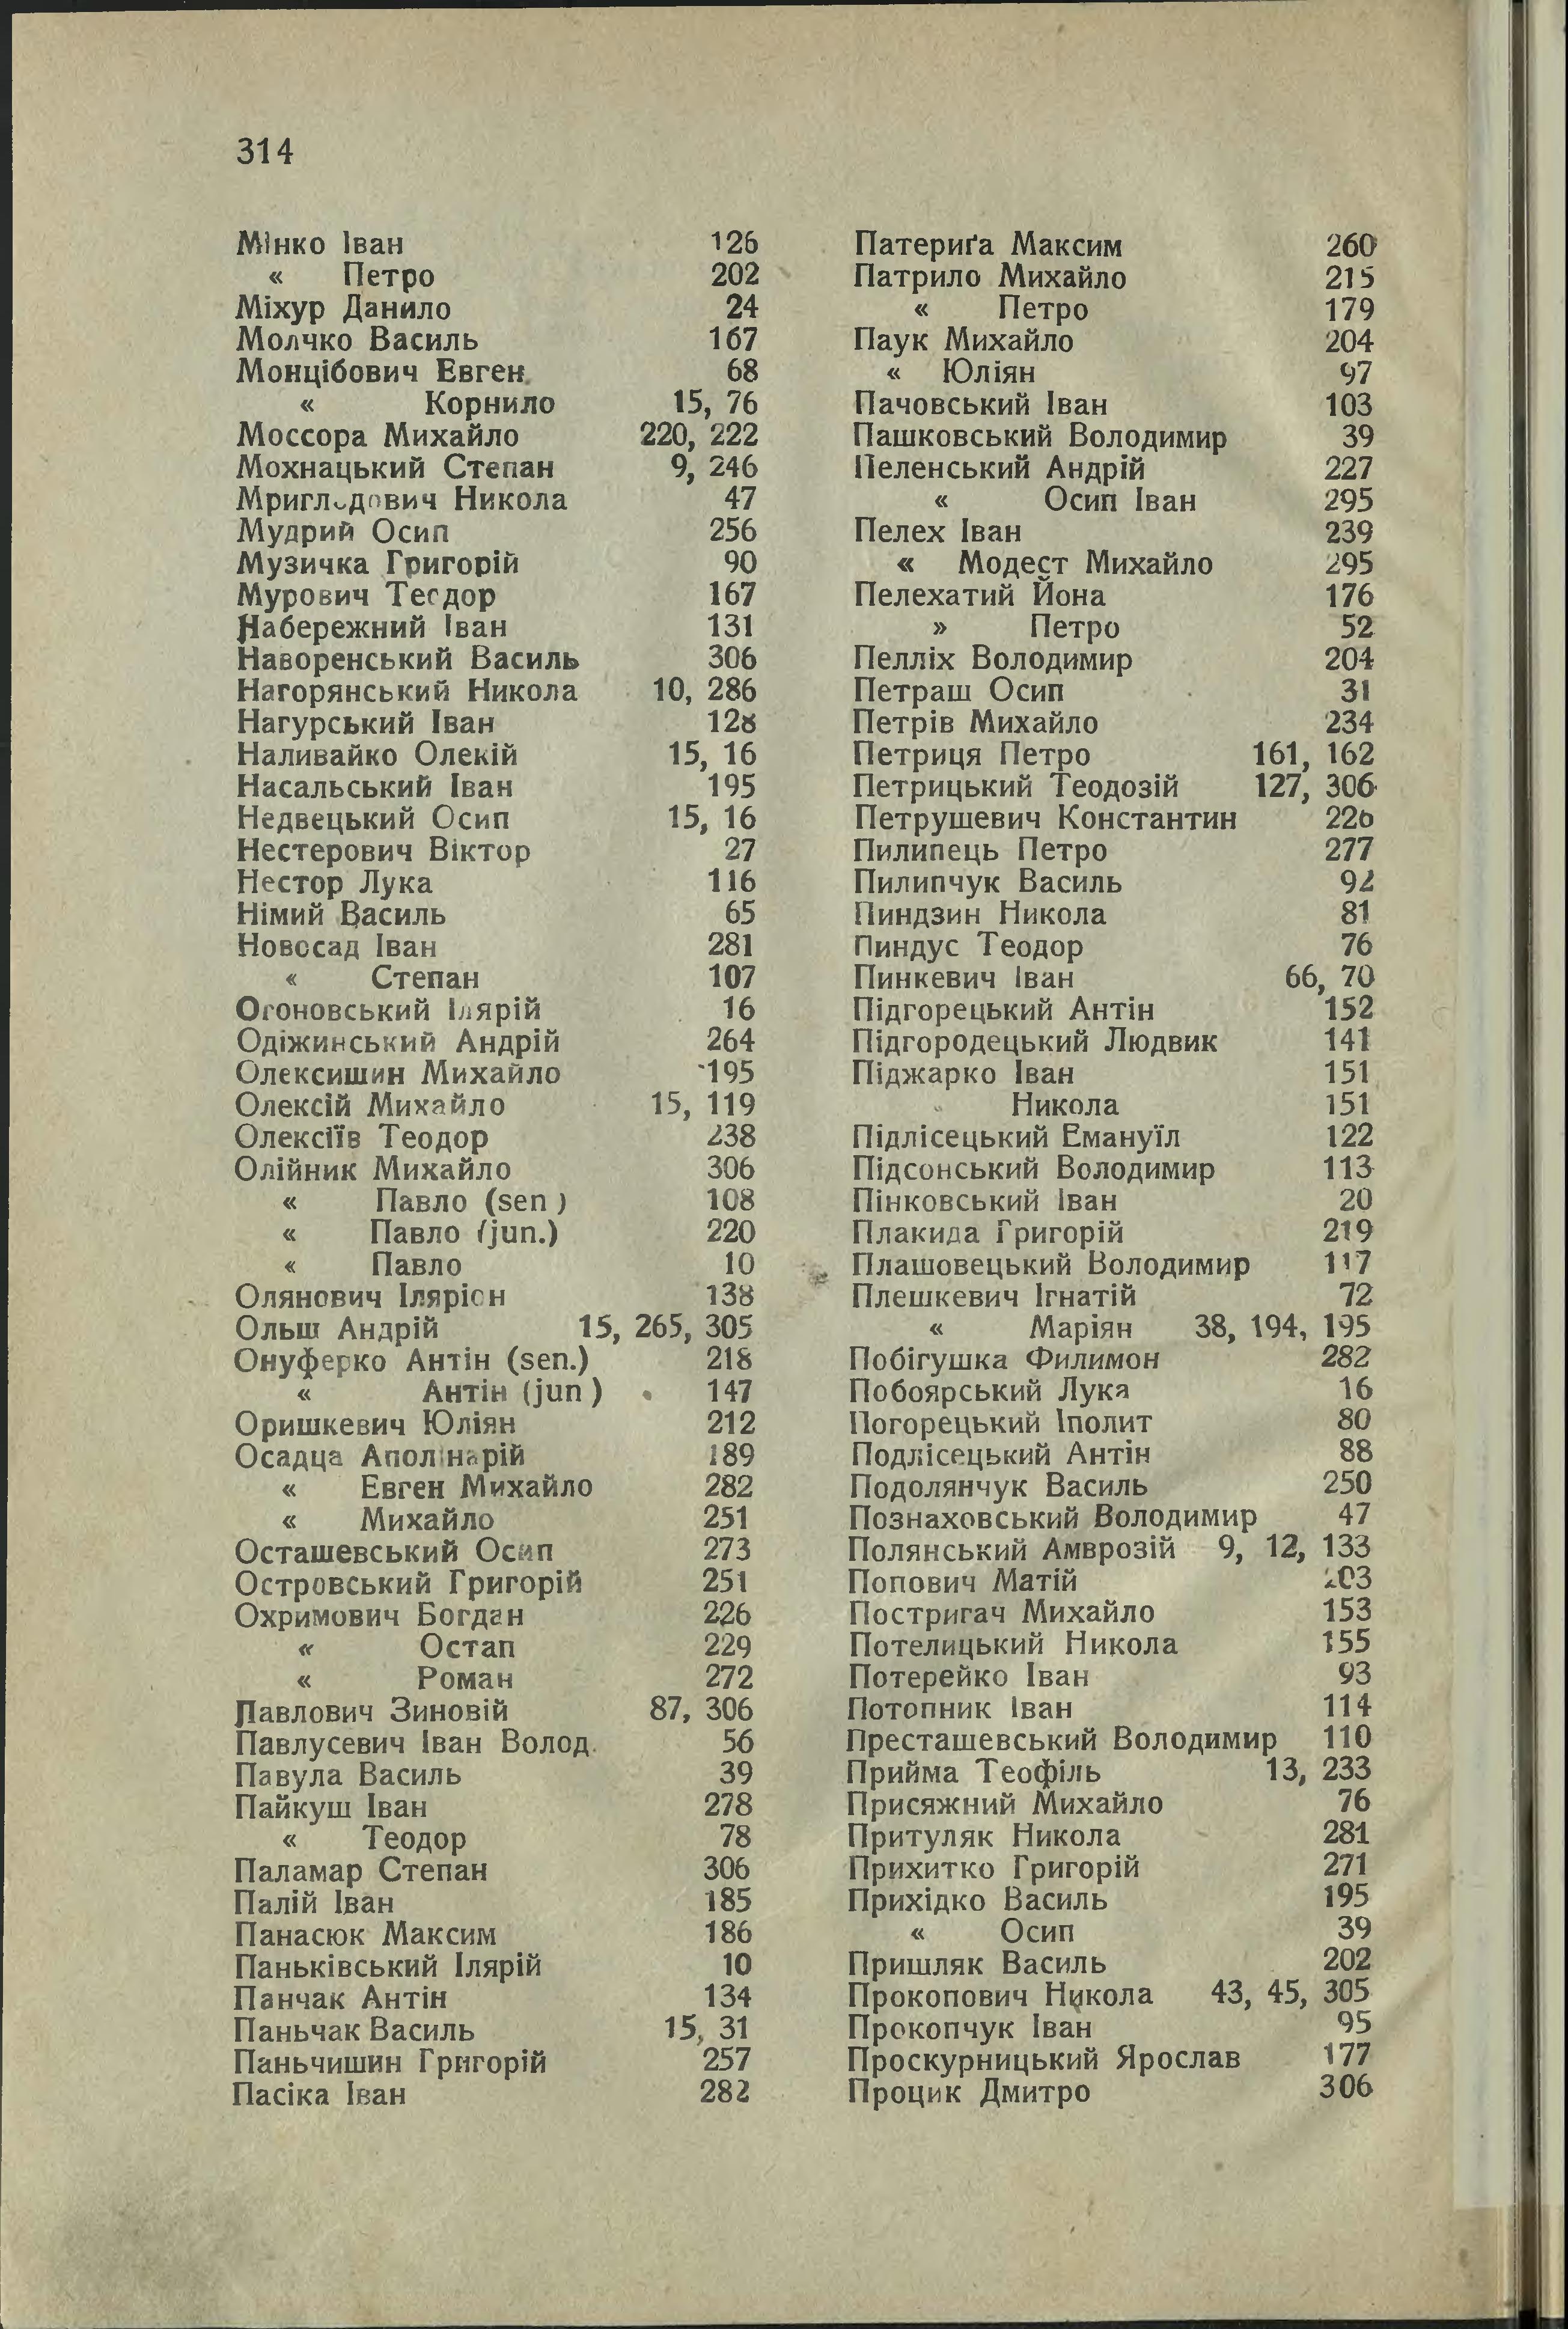 314
Мінко Іван 126
« Петро 202
Міхур Данило 24
Молчко Василь 167
Монцібович Евген 68
« Корнило 15, 76
Моссора Михайло 220, 222
Мохнацький Степан 9, 246
Мриглодович Никола 47
Мудрий Осип 256
Музичка Григорій 90
Мурович Теодор 167
Набережний Іван 131
Наворенський Василь 306
Нагорянський Никола 10, 286
Нагурський Іван 128
Наливайко Олекій 15, 16
Насальський Іван 195
Недвецький Осип 15, 16
Нестерович Віктор 27
Нестор Лука 116
Німий Василь 65
Новосад Іван 281
« Степан 107
Огоновський Ілярій 16
Одіжинський Андрій 264
Олексишин Михайло 195
Олексій Михайло 15, 119
Олексіїв Теодор 238
Олійник Михайло 306
« Павло (sen) 108
« Павло (jun.) 220
« Павло 10
Олянович Іляріон 138
Ольш Андрій 15, 265, 305
Онуферко Антін (sen.) 218
« Антін (jun) 147
Оришкевич Юліян 212
Осадца Аполінарій 189
« Евген Михайло 282
« Михайло 251
Осташевський Осип 273
Островський Григорій 251
Охримович Богдан 226
« Остап 229
« Роман 272
Павлович Зиновій 87, 306
Павлусевич Іван Волод. 56
Павула Василь 39
Пайкуш Іван 278
« Теодор 78
Паламар Степан 306
Палій Іван 185
Панасюк Максим 186
Паньківський Ілярій 10
Панчак Антін 134
Паньчак Василь 15, 31
Паньчишин Григорій 257
Пасіка Іван 282
Патериґа Максим 260
Патрило Михайло 215
« Петро 179
Паук Михайло 204
« Юліян 97
Пачовський Іван 103
Пашковський Володимир 39
Пеленський Андрій 227
« Осип Іван 295
Пелех Іван 239
« Модест Михайло 295
Пелехатий Йона 176
» Петро 52
Пелліх Володимир 204
Петраш Осип 31
Петрів Михайло 234
Петриця Петро 161, 162
Петрицький Теодозій 127, 306
Петрушевич Константин 226
Пилипець Петро 277
Пилипчук Василь 92
Пиндзин Никола 81
Пиндус Теодор 76
Пинкевич Іван 66, 70
Підгорецький Антін 152
Підгородецький Людвик 141
Піджарко Іван 151
« Никола 151
Підлісецький Емануїл 122
Підсонський Володимир 113
Пінковський Іван 20
Плакида Григорій 219
Плашовецький Володимир 117
Плешкевич Ігнатій 72
« Маріян 38, 194, 195
Побігушка Филимон 282
Побоярський Лука 16
Погорецький Іполит 80
Подлісецький Антін 88
Подолянчук Василь 250
Познаховський Володимир 47
Полянський Амврозій 9, 12, 133
Попович Матій
Постригач Михайло 153
Потелицький Никола 155
Потерейко Іван 93
Потопник Іван 114
Престашевський Володимир 110
Прийма Теофіль 13, 233
Присяжний Михайло 76
Притуляк Никола 281
Прихитко Григорій 271
Прихідко Василь 195
« Осип 39
Пришляк Василь 202
Прокопович Никола 43, 45, 305
Прокопчук Іван 95
Проскурницький Ярослав 177
Процик Дмитро 306